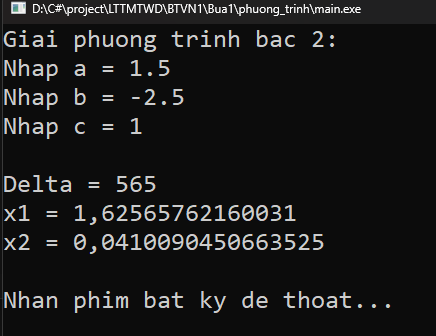 D:\C#\project\LTTMTWD\BTVN1\Bua1\phuong_trinh\main.exe
Giai phuong trinh bac 2:
Nhap a = 1.5
Nhap b = -2.5
Nhap c = 1
Delta = 565
x1 = 1,62565762160031
x2 = 0,0410090450663525
Nhan phim bat ky de thoat...